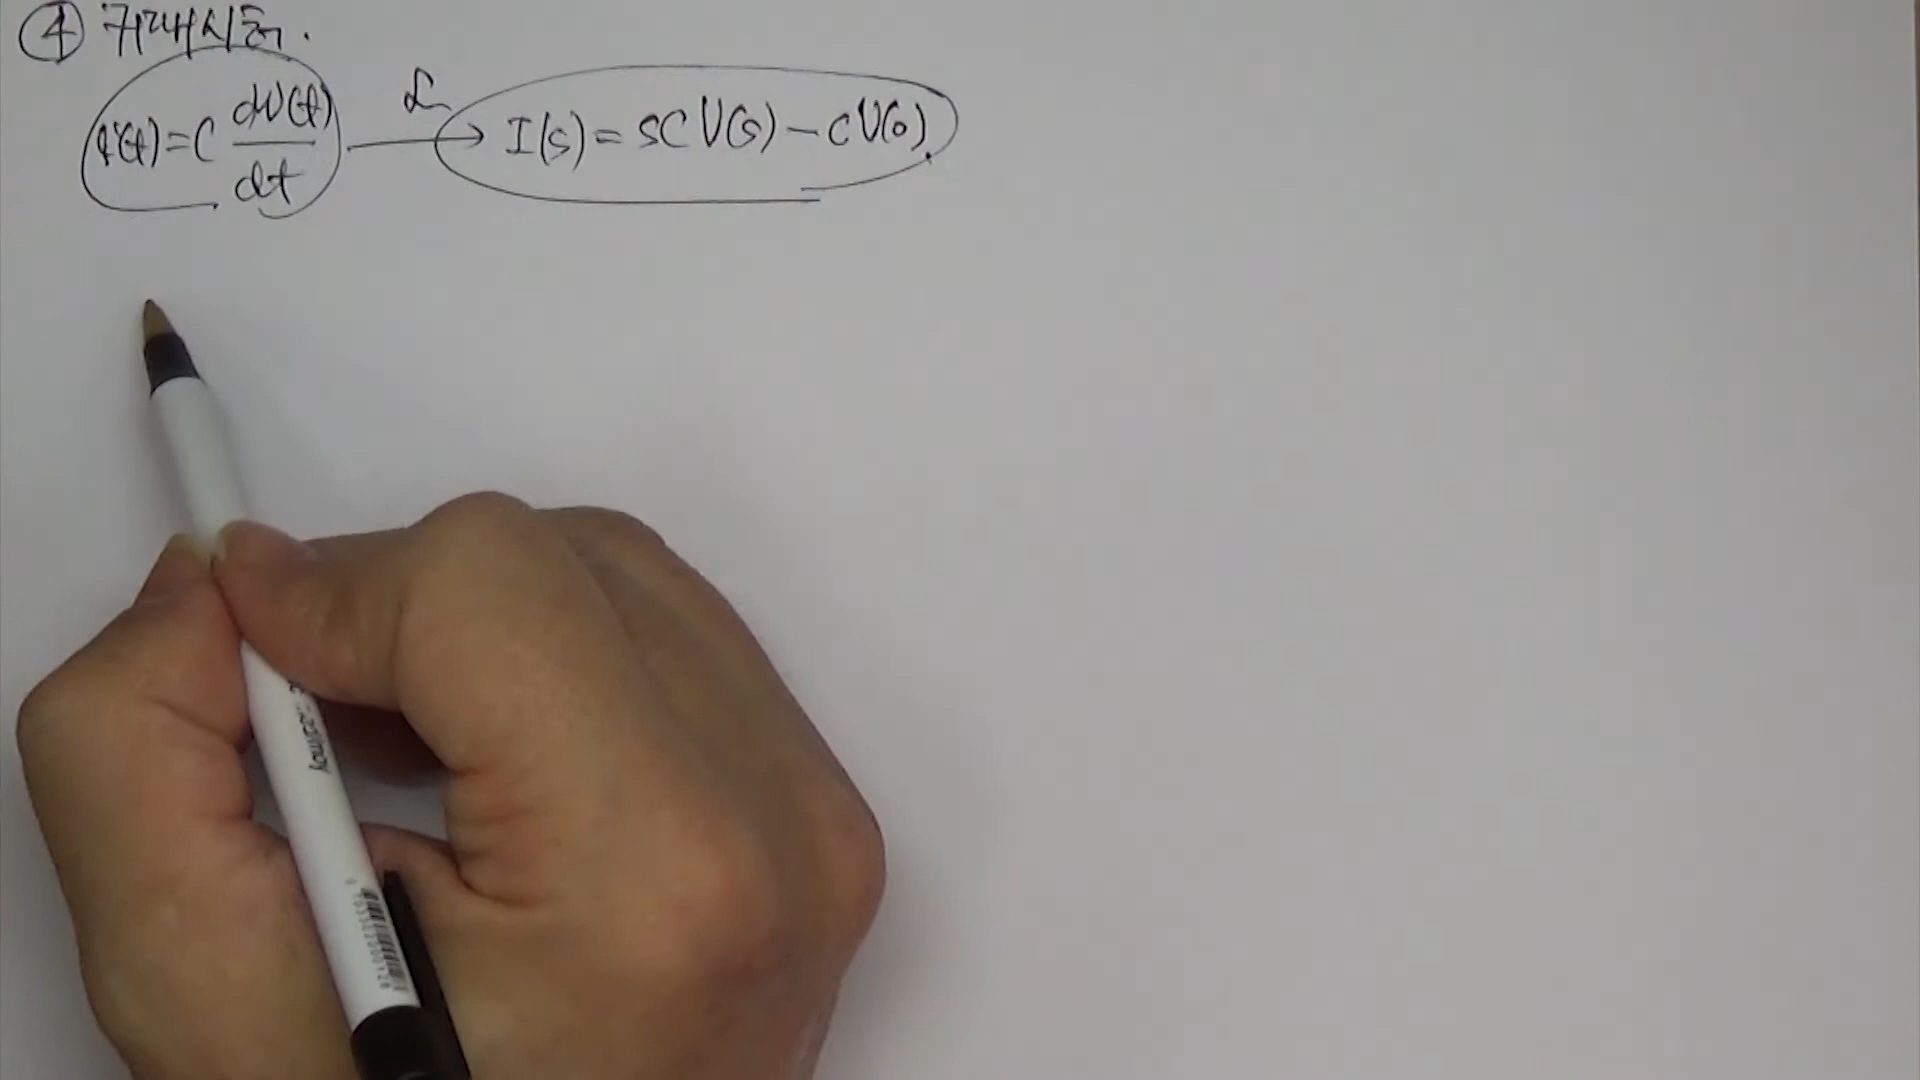 ④ 커패시터.
i(t)=C dv(t)/dt ℒ→ I(s)=sCV(s)-CV(0).